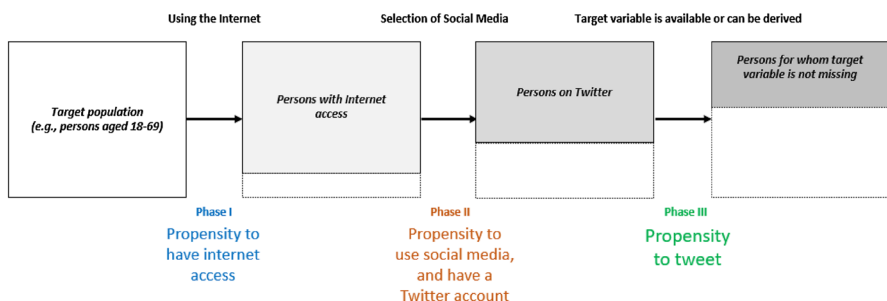 Using the Internet
Selection of Social Media
Target variable is available or can be derived
Target population
(e.g., persons aged 18-69)
Persons with Internet
access
Persons on Twitter
Persons for whom target
variable is not missing
Phase I
Propensity to
have internet
access
Phase II
Propensity to
use social media,
and have a
Twitter account
Phase III
Propensity
to tweet